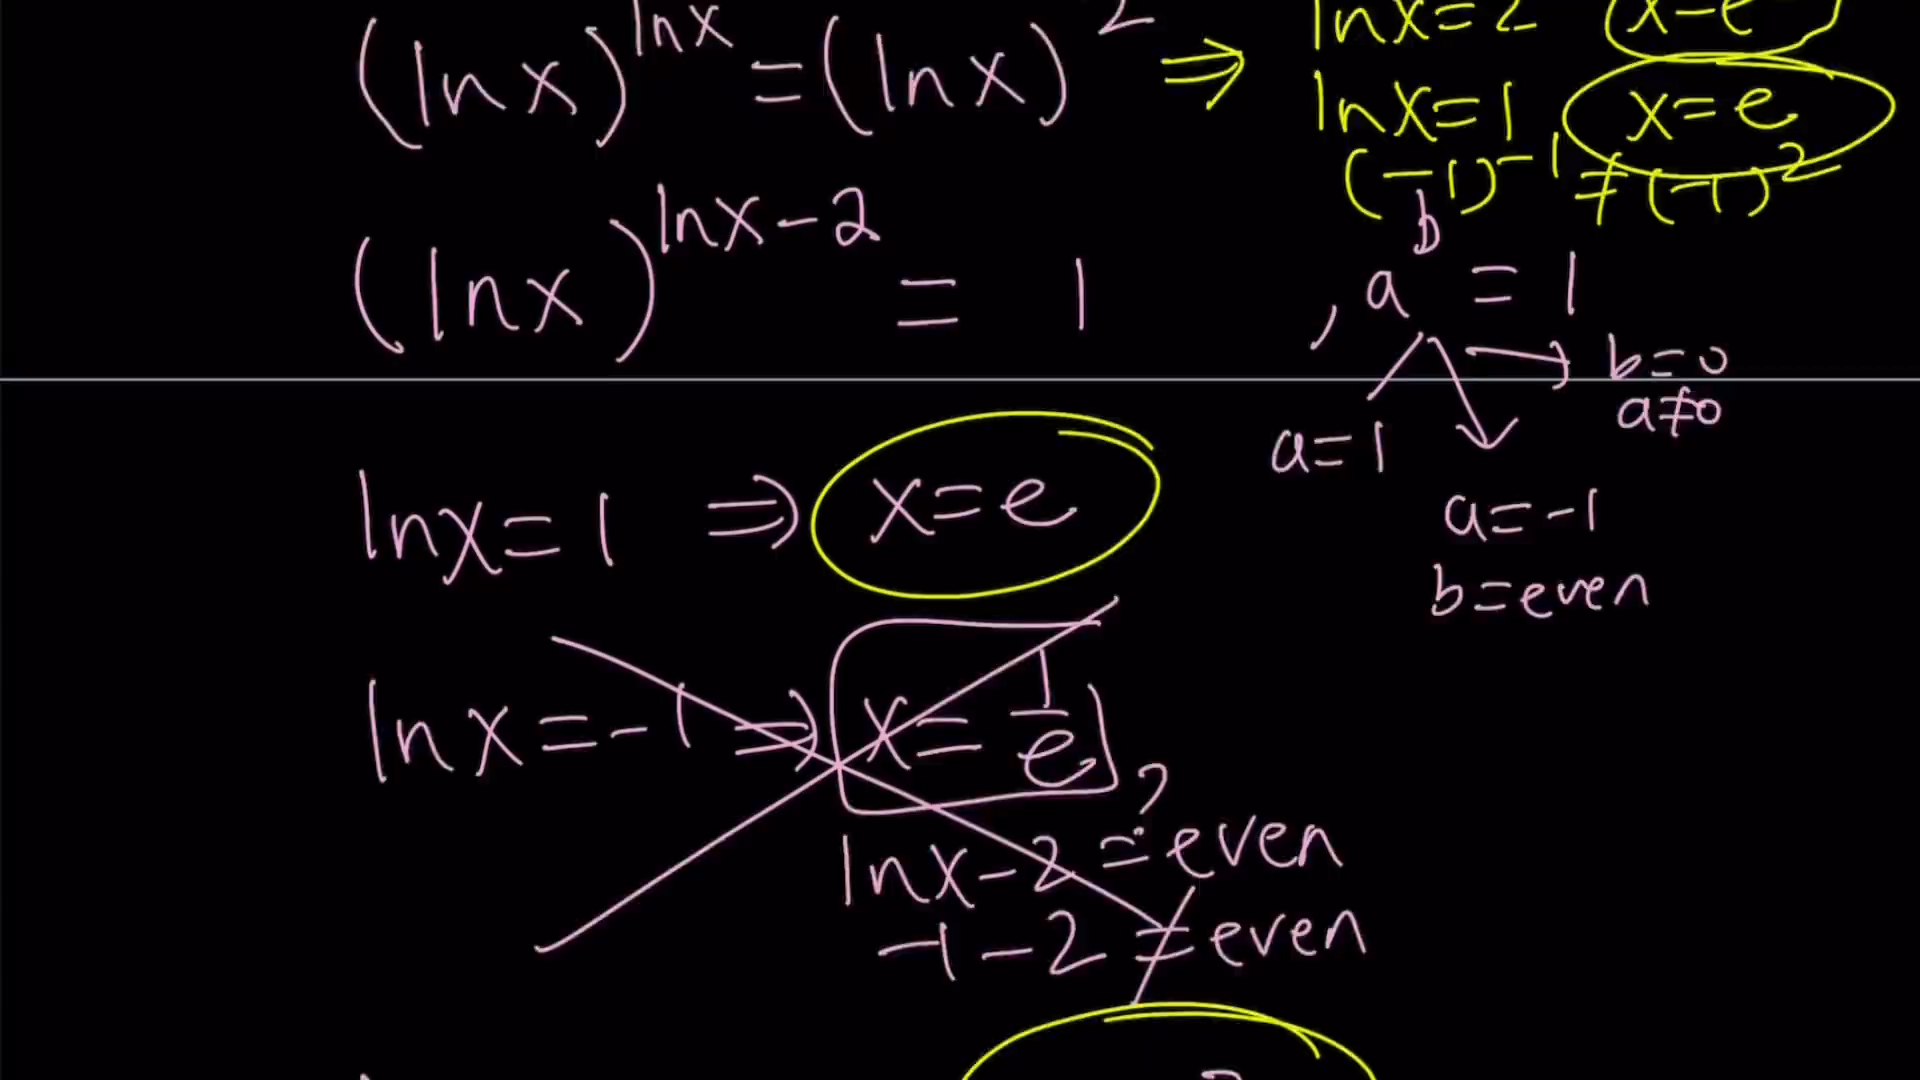 (ln x)^{ln x} = (ln x)^2 ⇒
ln x = 2
ln x = 1 x = e
(-1)^{-1} ≠ (-1)^2
(ln x)^{ln x - 2} = 1 , a^b = 1
b = 0
a ≠ 0
a = 1
a = -1
b = even
ln x = 1 ⇒ x = e
ln x = -1 ⇒ x = 1/e
ln x - 2 =? even
-1 - 2 ≠ even